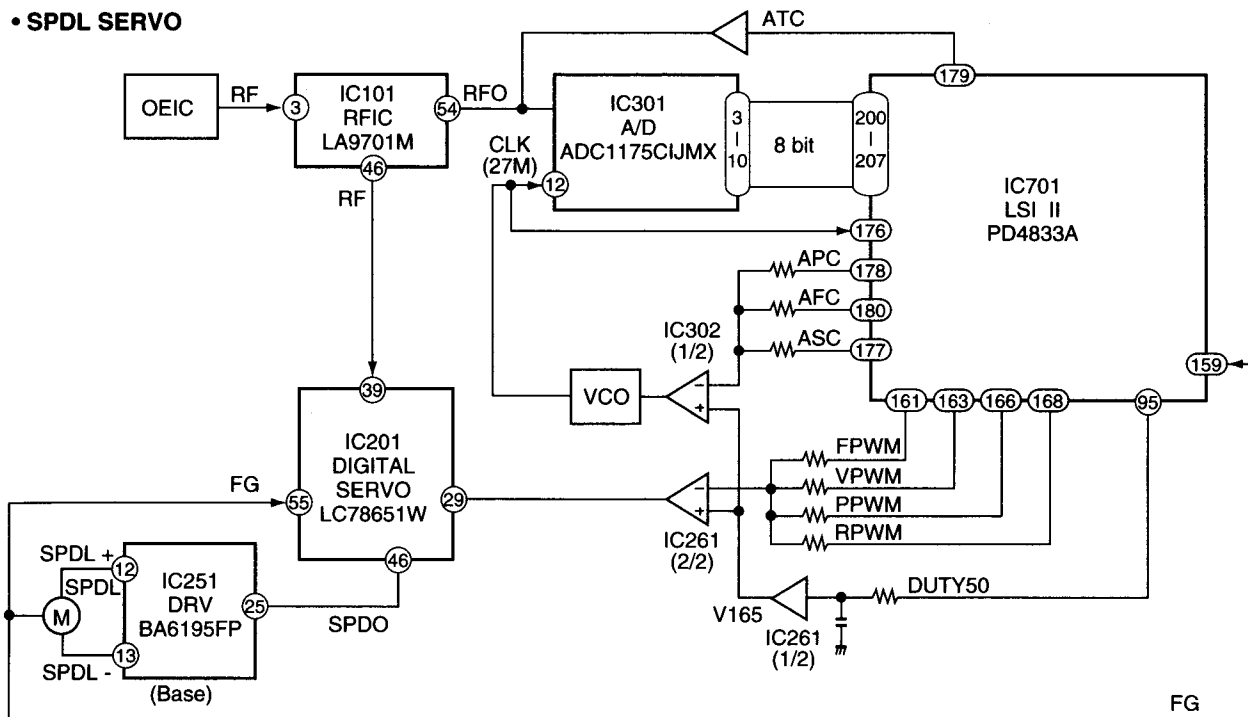 • SPDL SERVO
ATC
179
OEIC
RF
3
IC101
RFIC
LA9701M
54
RFO
46
RF
CLK
(27M)
12
IC301
A/D
ADC1175CIJMX
3
|
10
8 bit
200
|
207
IC701
LSI II
PD4833A
176
APC
178
AFC
180
ASC
177
159
IC302
(1/2)
−
+
VCO
161
163
166
168
95
39
IC201
DIGITAL
SERVO
LC78651W
FG
55
29
46
−
+
IC261
(2/2)
FPWM
VPWM
PPWM
RPWM
DUTY50
V165
IC261
(1/2)
SPDL +
12
SPDL
M
13
SPDL -
IC251
DRV
BA6195FP
25
SPDO
(Base)
FG